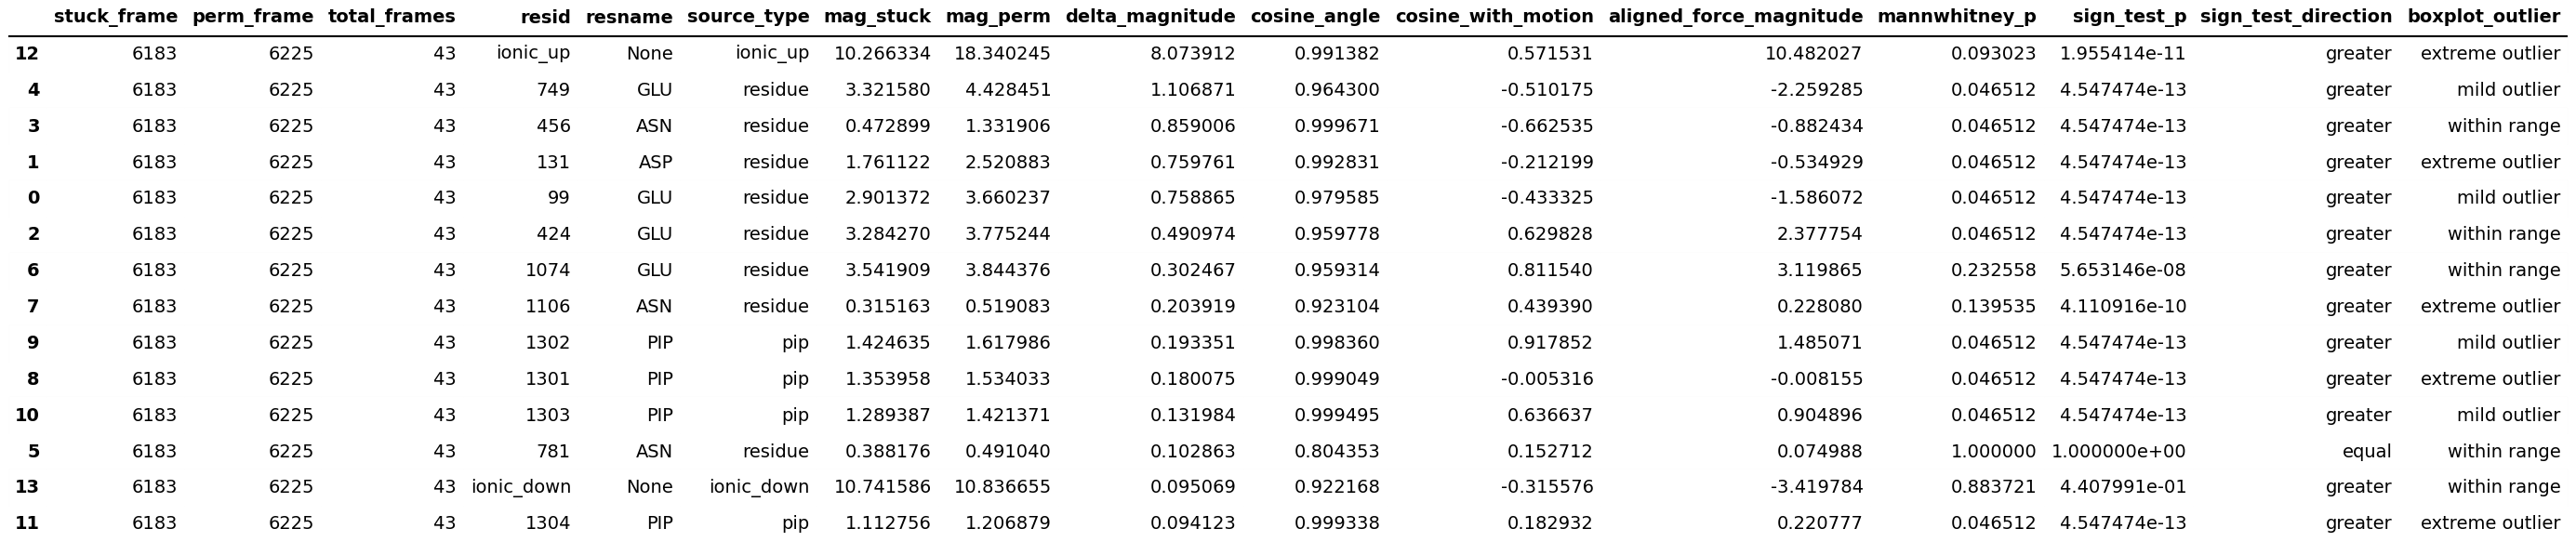 stuck_frame perm_frame total_frames resid resname source_type mag_stuck mag_perm delta_magnitude cosine_angle cosine_with_motion aligned_force_magnitude mannwhitney_p sign_test_p sign_test_direction boxplot_outlier
12 6183 6225 43 ionic_up None ionic_up 10.266334 18.340245 8.073912 0.991382 0.571531 10.482027 0.093023 1.955414e-11 greater extreme outlier
4 6183 6225 43 749 GLU residue 3.321580 4.428451 1.106871 0.964300 -0.510175 -2.259285 0.046512 4.547474e-13 greater mild outlier
3 6183 6225 43 456 ASN residue 0.472899 1.331906 0.859006 0.999671 -0.662535 -0.882434 0.046512 4.547474e-13 greater within range
1 6183 6225 43 131 ASP residue 1.761122 2.520883 0.759761 0.992831 -0.212199 -0.534929 0.046512 4.547474e-13 greater extreme outlier
0 6183 6225 43 99 GLU residue 2.901372 3.660237 0.758865 0.979585 -0.433325 -1.586072 0.046512 4.547474e-13 greater mild outlier
2 6183 6225 43 424 GLU residue 3.284270 3.775244 0.490974 0.959778 0.629828 2.377754 0.046512 4.547474e-13 greater within range
6 6183 6225 43 1074 GLU residue 3.541909 3.844376 0.302467 0.959314 0.811540 3.119865 0.232558 5.653146e-08 greater within range
7 6183 6225 43 1106 ASN residue 0.315163 0.519083 0.203919 0.923104 0.439390 0.228080 0.139535 4.110916e-10 greater extreme outlier
9 6183 6225 43 1302 PIP pip 1.424635 1.617986 0.193351 0.998360 0.917852 1.485071 0.046512 4.547474e-13 greater mild outlier
8 6183 6225 43 1301 PIP pip 1.353958 1.534033 0.180075 0.999049 -0.005316 -0.008155 0.046512 4.547474e-13 greater extreme outlier
10 6183 6225 43 1303 PIP pip 1.289387 1.421371 0.131984 0.999495 0.636637 0.904896 0.046512 4.547474e-13 greater mild outlier
5 6183 6225 43 781 ASN residue 0.388176 0.491040 0.102863 0.804353 0.152712 0.074988 1.000000 1.000000e+00 equal within range
13 6183 6225 43 ionic_down None ionic_down 10.741586 10.836655 0.095069 0.922168 -0.315576 -3.419784 0.883721 4.407991e-01 greater within range
11 6183 6225 43 1304 PIP pip 1.112756 1.206879 0.094123 0.999338 0.182932 0.220777 0.046512 4.547474e-13 greater extreme outlier